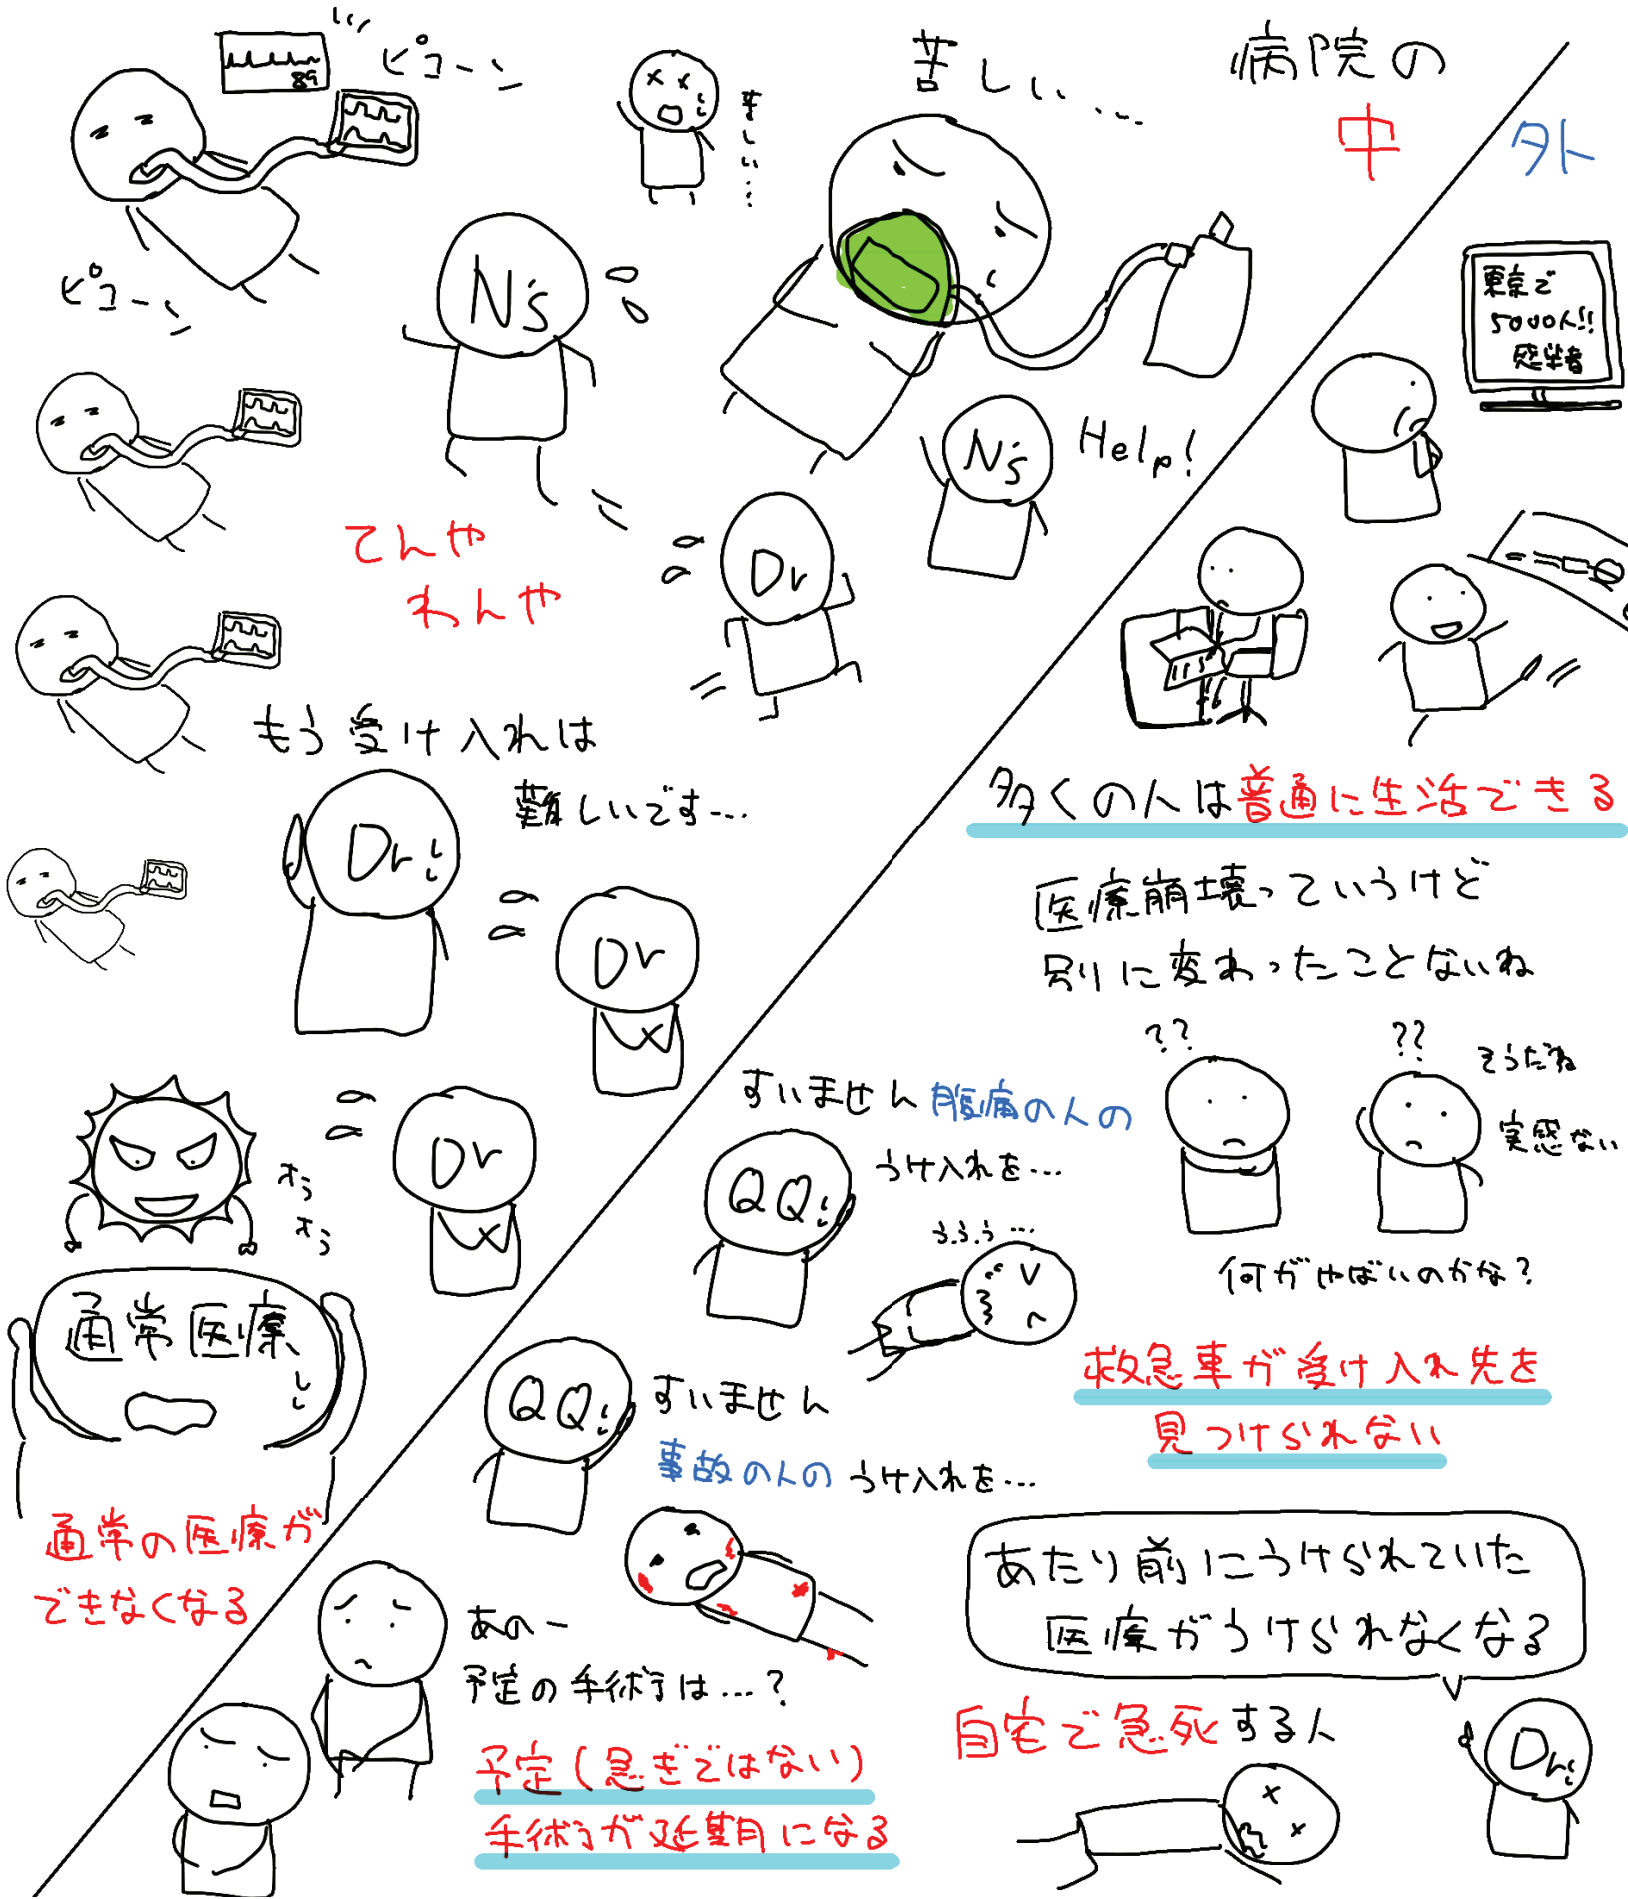 病院の
中
外
89
ピコーン
苦しい…
苦しい…
ピコーン
N's
N's
Help!
てんや
わんや
Dr
もう受け入れは
難しいです…
Dr
Dr
Dr
おう
おう
通常医療
通常の医療が
できなくなる
東京で
5000人!!
感染者
多くの人は普通に生活できる
医療崩壊っていうけど
別に変わったことないね
??
??
そうだね
実感ない
何がやばいのかな?
すいません腹痛の人の
うけ入れを…
QQ
ううう…
救急車が受け入れ先を
見つけられない
QQ
すいません
事故の人のうけ入れを…
あの一
予定の手術は…?
予定(急ぎではない)
手術が延期になる
あたり前にうけられていた
医療がうけられなくなる
自宅で急死する人
Dr